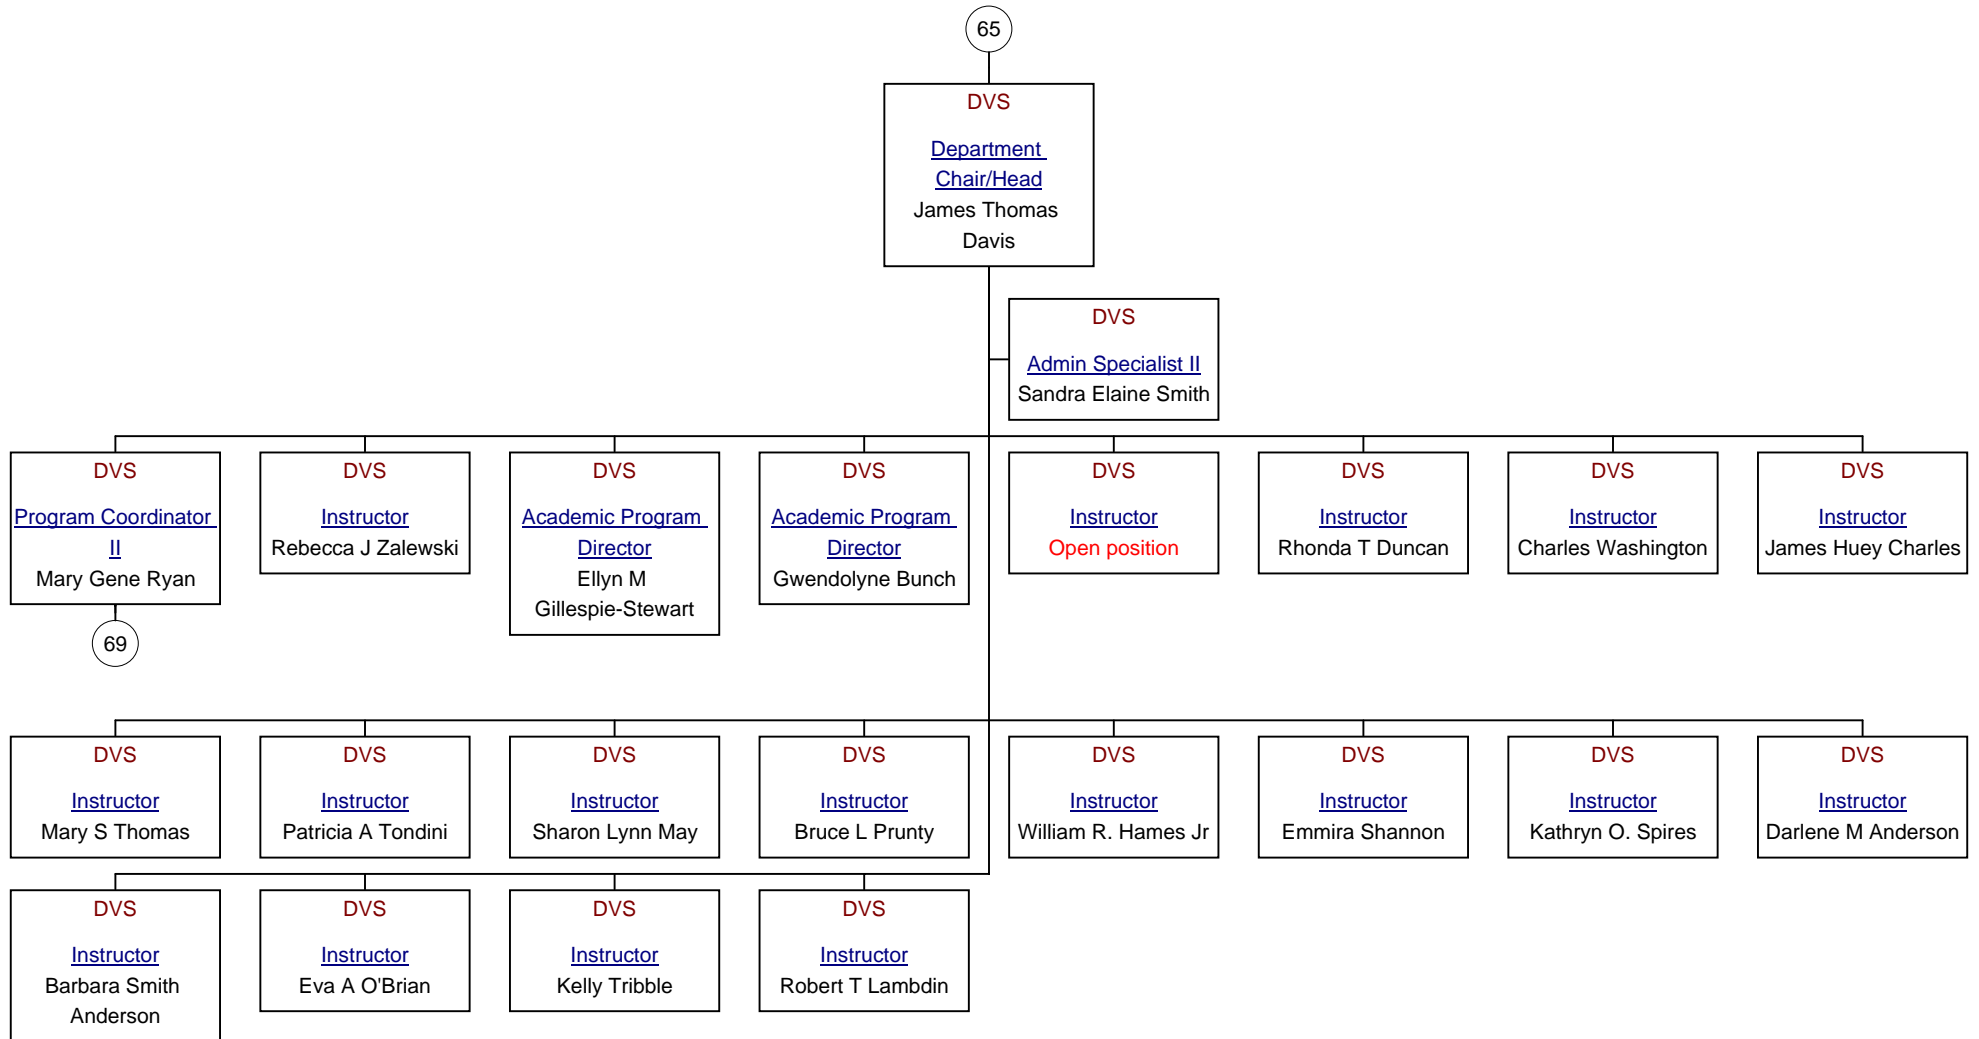 65
DVS
Department
Chair/Head
James Thomas
Davis
DVS
Admin Specialist II
Sandra Elaine Smith
DVS
Program Coordinator
II
Mary Gene Ryan
69
DVS
Instructor
Rebecca J Zalewski
DVS
Academic Program
Director
Ellyn M
Gillespie-Stewart
DVS
Academic Program
Director
Gwendolyne Bunch
DVS
Instructor
Open position
DVS
Instructor
Rhonda T Duncan
DVS
Instructor
Charles Washington
DVS
Instructor
James Huey Charles
DVS
Instructor
Mary S Thomas
DVS
Instructor
Patricia A Tondini
DVS
Instructor
Sharon Lynn May
DVS
Instructor
Bruce L Prunty
DVS
Instructor
William R. Hames Jr
DVS
Instructor
Emmira Shannon
DVS
Instructor
Kathryn O. Spires
DVS
Instructor
Darlene M Anderson
DVS
Instructor
Barbara Smith
Anderson
DVS
Instructor
Eva A O'Brian
DVS
Instructor
Kelly Tribble
DVS
Instructor
Robert T Lambdin